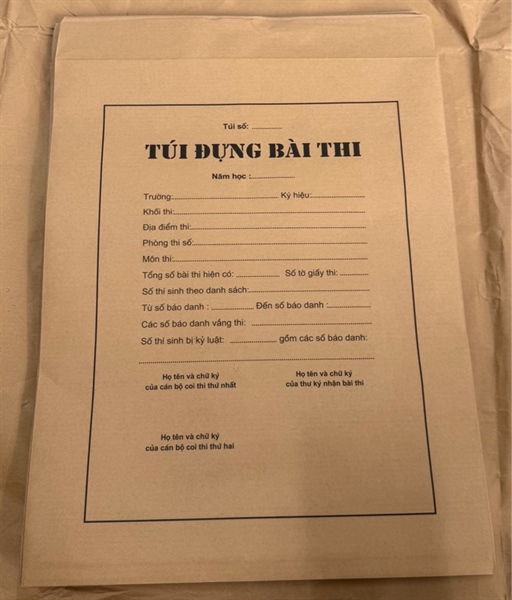 Túi số: ..............
TÚI ĐỰNG BÀI THI
Năm học :..................
Trường:........................................ Ký hiệu:....................
Khối thi:........................................................................
Địa điểm thi:..................................................................
Phòng thi số:..................................................................
Môn thi:.........................................................................
Tổng số bài thi hiện có: ................. Số tờ giấy thi: ..........
Số thí sinh theo danh sách:..............................................
Từ số báo danh : ................ Đến số báo danh :................
Các số báo danh vắng thi: ..............................................
Số thí sinh bị kỷ luật: .................. gồm các số báo danh:
.......................................................................................
Họ tên và chữ ký
của cán bộ coi thi thứ nhất
Họ tên và chữ ký
của thư ký nhận bài thi
Họ tên và chữ ký
của cán bộ coi thi thứ hai